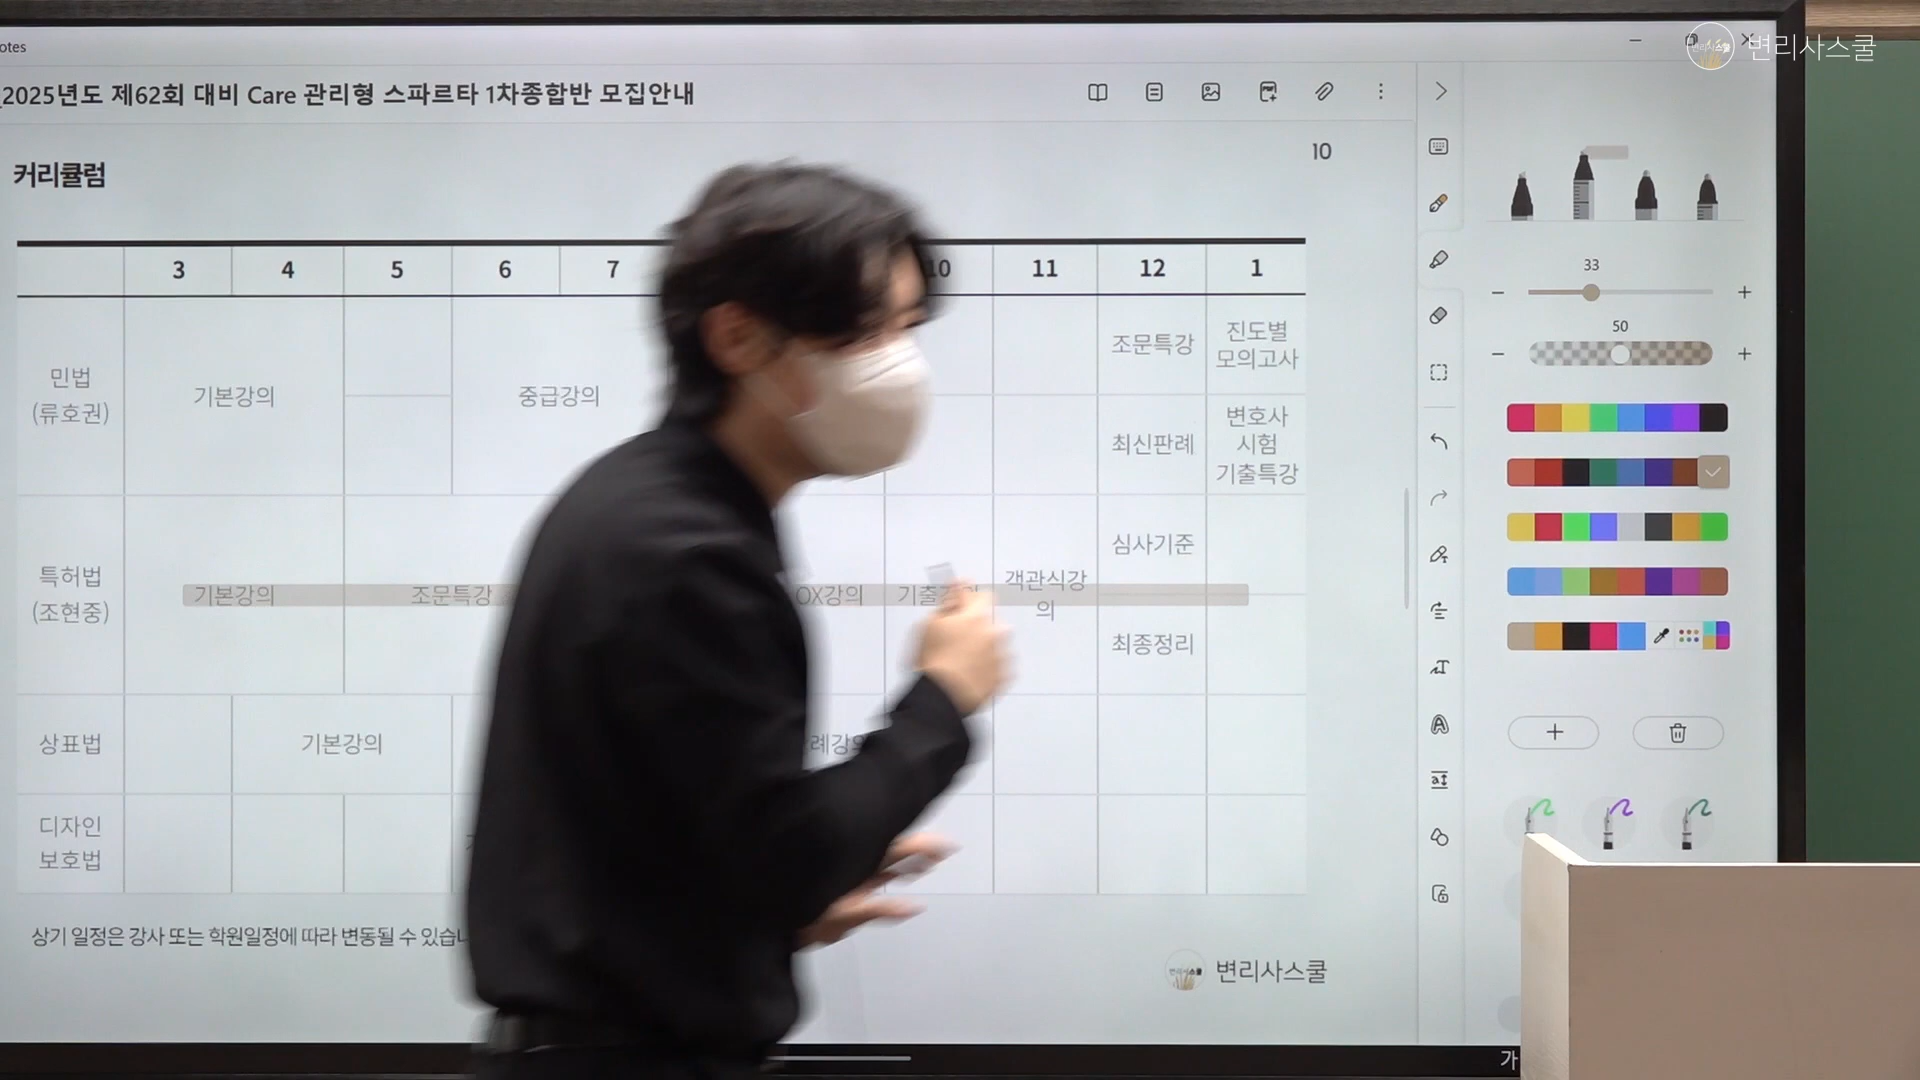 otes
변리사스쿨
2025년도 제62회 대비 Care 관리형 스파르타 1차종합반 모집안내
10
커리큘럼
3 4 5 6 7 10 11 12 1
33
50
민법
(류호권)
기본강의
중급강의
조문특강
진도별
모의고사
최신판례
변호사
시험
기출특강
특허법
(조현중)
기본강의
조문특강
OX강의
객관식강
의
심사기준
최종정리
상표법
기본강의
디자인
보호법
상기 일정은 강사 또는 학원일정에 따라 변동될 수 있습
변리사스쿨
가